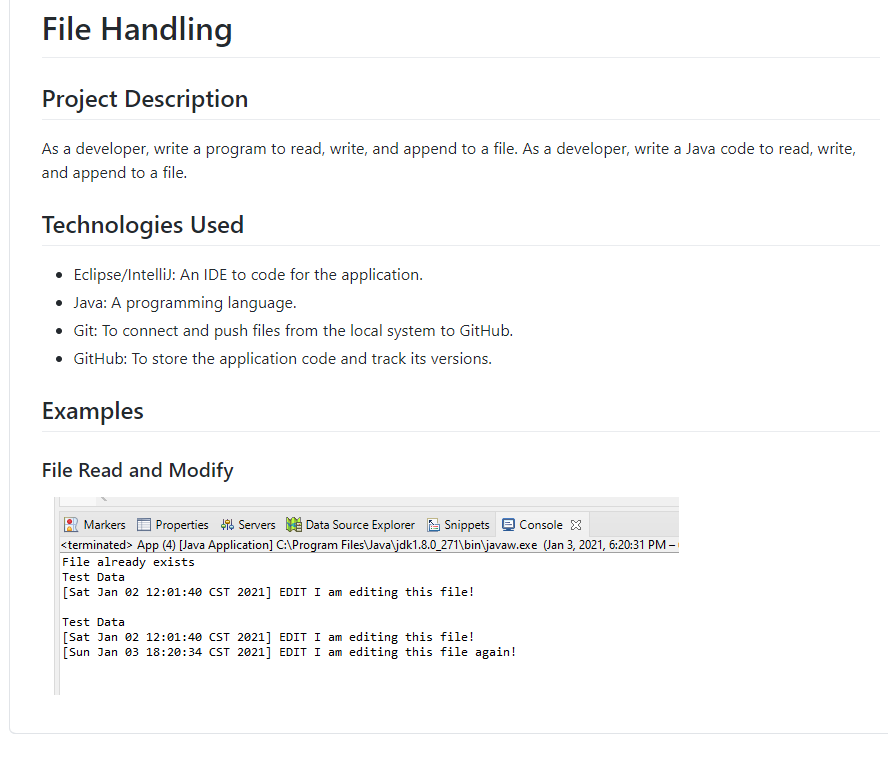 File Handling
Project Description
As a developer, write a program to read, write, and append to a file. As a developer, write a Java code to read, write,
and append to a file.
Technologies Used
Eclipse/IntelliJ: An IDE to code for the application.
Java: A programming language.
Git: To connect and push files from the local system to GitHub.
GitHub: To store the application code and track its versions.
Examples
File Read and Modify
Markers Properties Servers Data Source Explorer Snippets Console
<terminated> App (4) [Java Application] C:\Program Files\Java\jdk1.8.0_271\bin\javaw.exe (Jan 3, 2021, 6:20:31 PM –
File already exists
Test Data
[Sat Jan 02 12:01:40 CST 2021] EDIT I am editing this file!
Test Data
[Sat Jan 02 12:01:40 CST 2021] EDIT I am editing this file!
[Sun Jan 03 18:20:34 CST 2021] EDIT I am editing this file again!